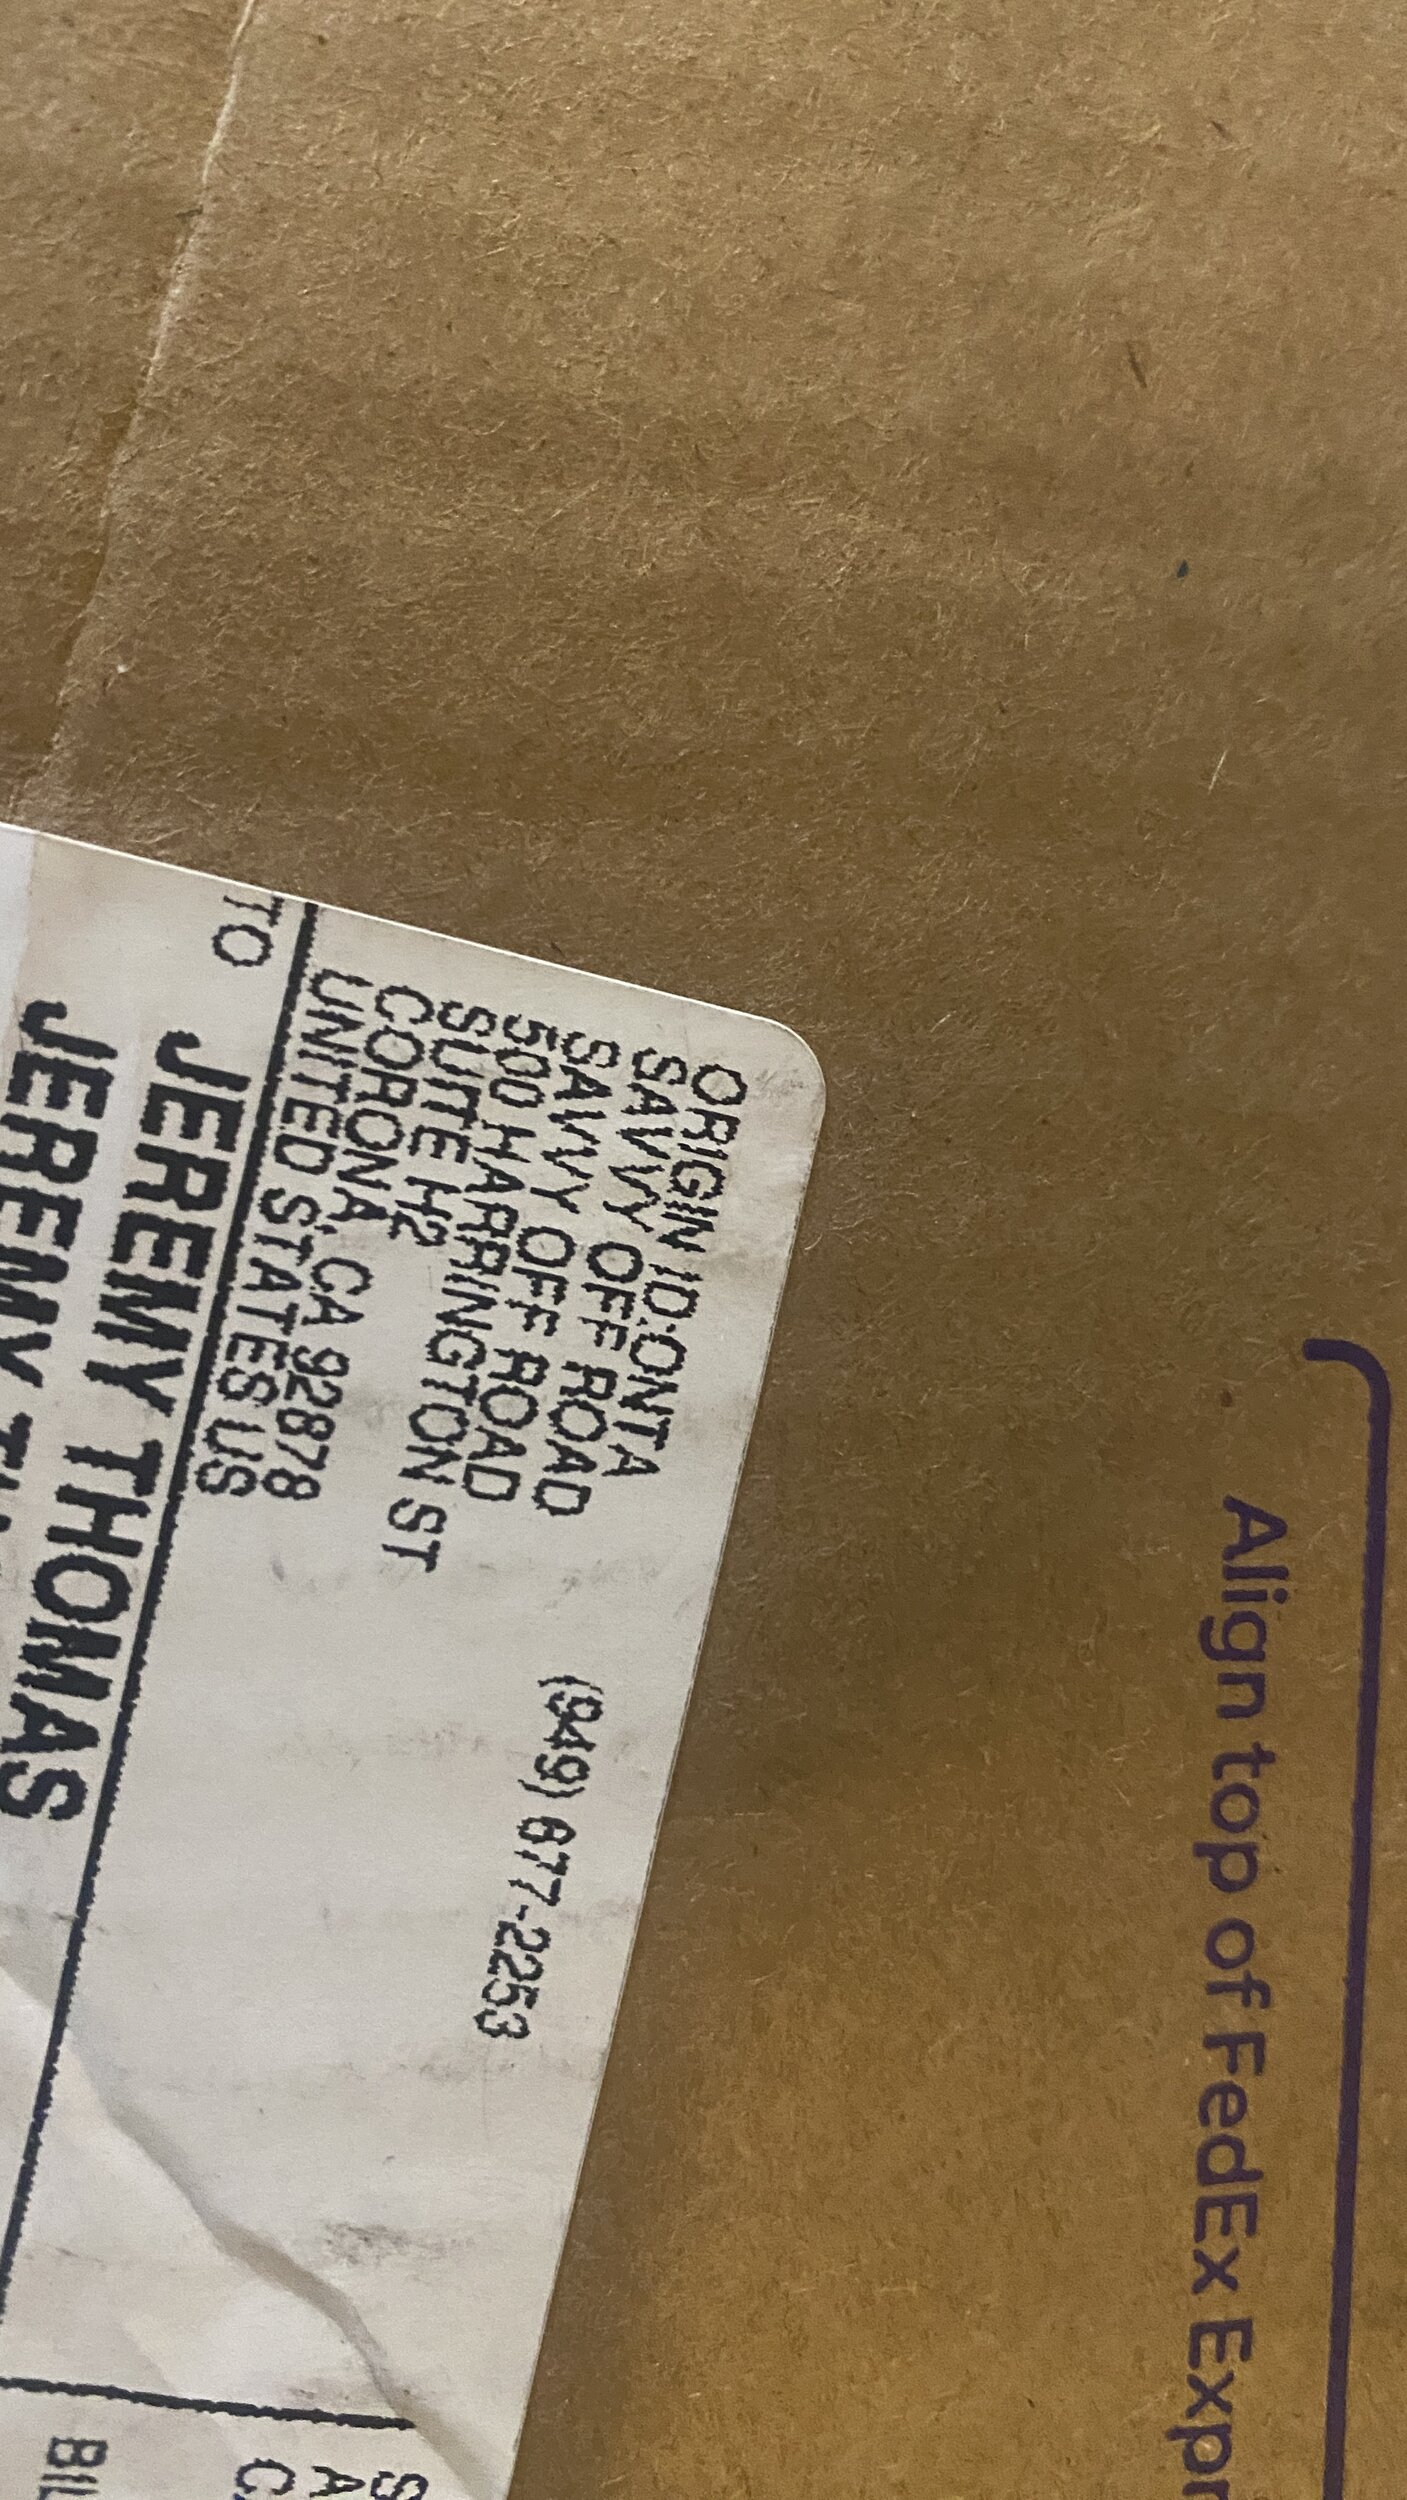 Align top of FedEx Expr
ORIGIN ID:ONTA
SAVVY OFF ROAD
SAVVY OFF ROAD
500 HARRINGTON ST
SUITE H2
CORONA, CA 92878
UNITED STATES US
(949) 677-2253
TO
JEREMY THOMAS
JEREMY
BIL